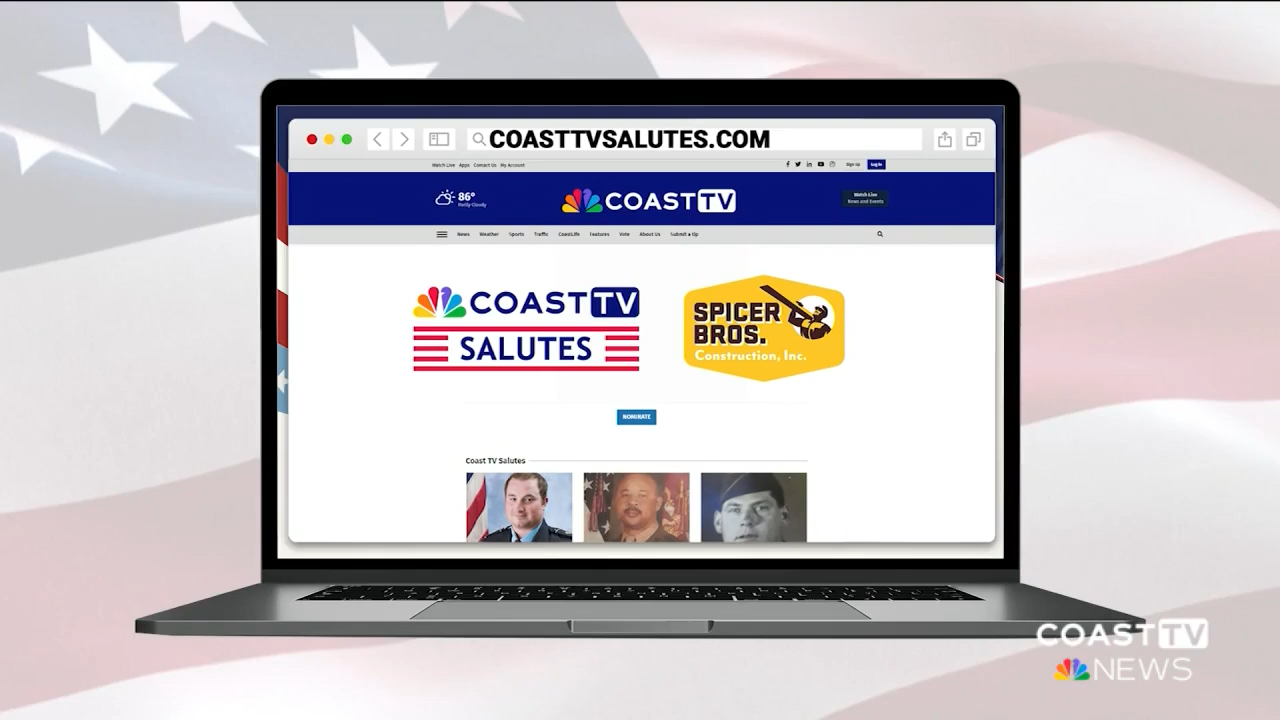 COASTTVSALUTES.COM
Watch Live Apps Contact Us My Account
Sign Up Log In
86°
Partly Cloudy
COAST TV
Watch Live
News and Events
News Weather Sports Traffic CoastLife Features Vote About Us Submit a Tip
COAST TV
SALUTES
SPICER
BROS.
Construction, Inc.
NOMINATE
Coast TV Salutes
COAST TV
NEWS